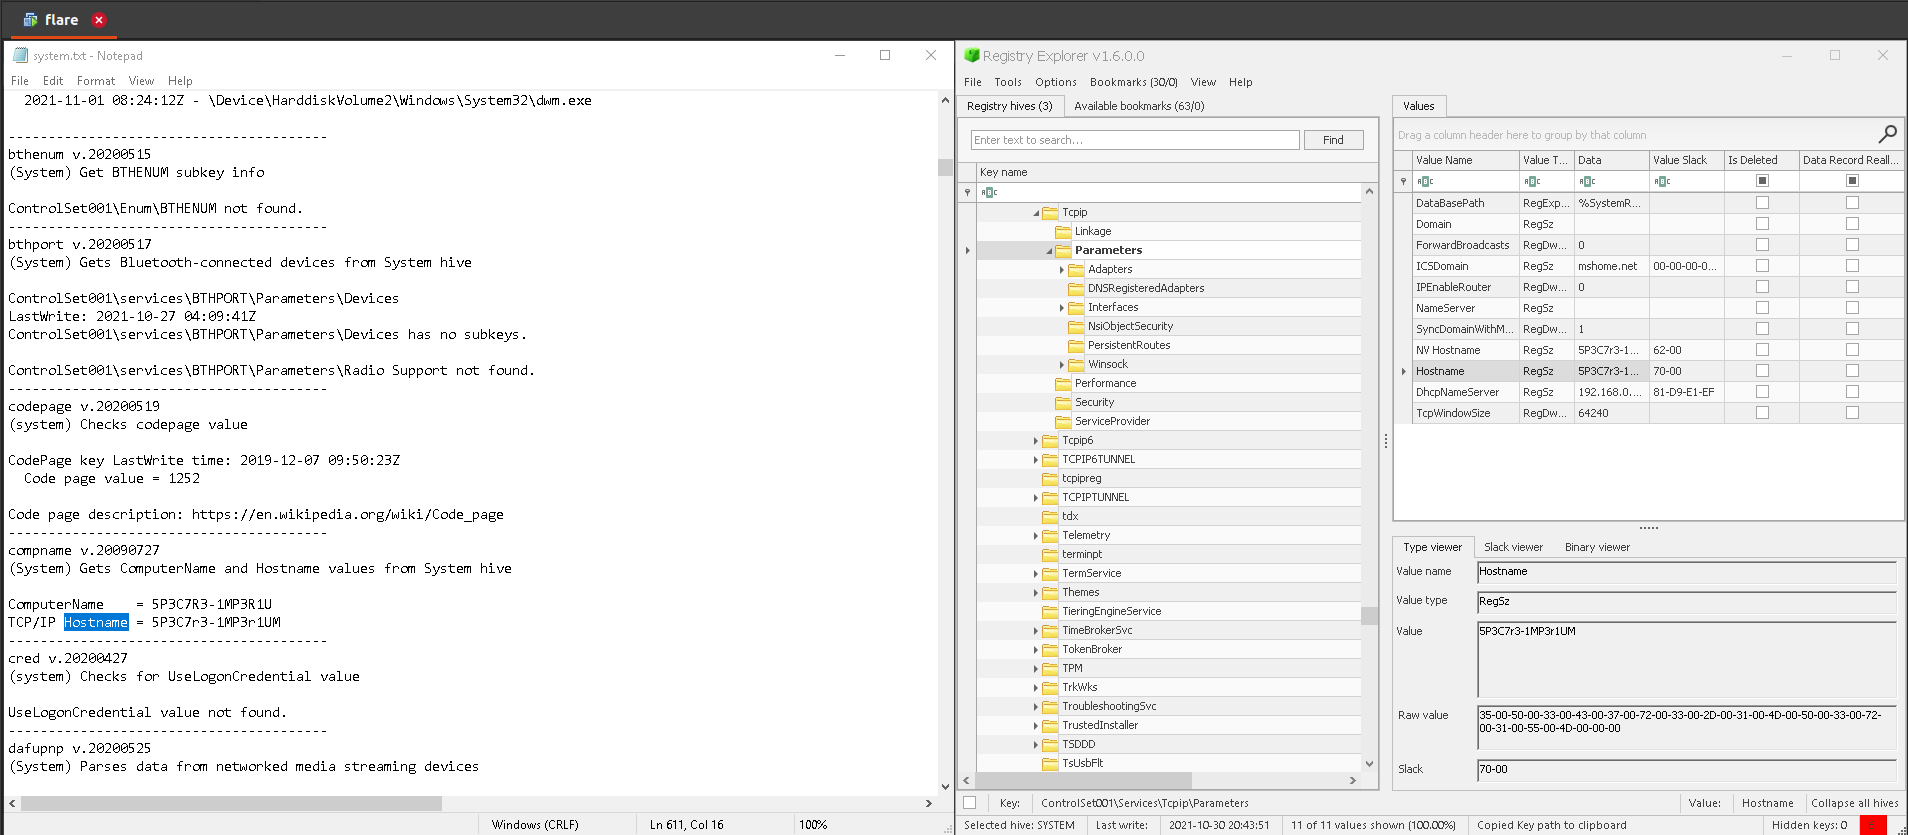 flare
system.txt - Notepad
File Edit Format View Help
2021-11-01 08:24:12Z - \Device\HarddiskVolume2\Windows\System32\dwm.exe
----------------------------------------
bthenum v.20200515
(System) Get BTHENUM subkey info
ControlSet001\Enum\BTHENUM not found.
----------------------------------------
bthport v.20200517
(System) Gets Bluetooth-connected devices from System hive
ControlSet001\services\BTHPORT\Parameters\Devices
LastWrite: 2021-10-27 04:09:41Z
ControlSet001\services\BTHPORT\Parameters\Devices has no subkeys.
ControlSet001\services\BTHPORT\Parameters\Radio Support not found.
----------------------------------------
codepage v.20200519
(system) Checks codepage value
CodePage key LastWrite time: 2019-12-07 09:50:23Z
Code page value = 1252
Code page description: https://en.wikipedia.org/wiki/Code_page
----------------------------------------
compname v.20090727
(System) Gets ComputerName and Hostname values from System hive
ComputerName    = 5P3C7R3-1MP3R1U
TCP/IP Hostname = 5P3C7r3-1MP3r1UM
----------------------------------------
cred v.20200427
(system) Checks for UseLogonCredential value
UseLogonCredential value not found.
----------------------------------------
dafupnp v.20200525
(System) Parses data from networked media streaming devices
Windows (CRLF) Ln 611, Col 16 100%
Registry Explorer v1.6.0.0
File Tools Options Bookmarks (30/0) View Help
Registry hives (3) Available bookmarks (63/0)
Enter text to search... Find
Key name
Tcpip
Linkage
Parameters
Adapters
DNSRegisteredAdapters
Interfaces
NsiObjectSecurity
PersistentRoutes
Winsock
Performance
Security
ServiceProvider
Tcpip6
TCPIP6TUNNEL
tcpipreg
TCPIPTUNNEL
tdx
Telemetry
terminpt
TermService
Themes
TieringEngineService
TimeBrokerSvc
TokenBroker
TPM
TrkWks
TroubleshootingSvc
TrustedInstaller
TSDDD
TsUsbFlt
Values
Drag a column header here to group by that column
Value Name Value T... Data Value Slack Is Deleted Data Record Reall...
DataBasePath RegExp... %SystemR...
Domain RegSz
ForwardBroadcasts RegDw... 0
ICSDomain RegSz mshome.net 00-00-00-0...
IPEnableRouter RegDw... 0
NameServer RegSz
SyncDomainWithM... RegDw... 1
NV Hostname RegSz 5P3C7r3-1... 62-00
Hostname RegSz 5P3C7r3-1... 70-00
DhcpNameServer RegSz 192.168.0.... 81-D9-E1-EF
TcpWindowSize RegDw... 64240
Type viewer Slack viewer Binary viewer
Value name Hostname
Value type RegSz
Value 5P3C7r3-1MP3r1UM
Raw value 35-00-50-00-33-00-43-00-37-00-72-00-33-00-2D-00-31-00-4D-00-50-00-33-00-72-
00-31-00-55-00-4D-00-00-00
Slack 70-00
Key: ControlSet001\Services\Tcpip\Parameters Value: Hostname Collapse all hives
Selected hive: SYSTEM Last write: 2021-10-30 20:43:51 11 of 11 values shown (100.00%) Copied Key path to clipboard Hidden keys: 0